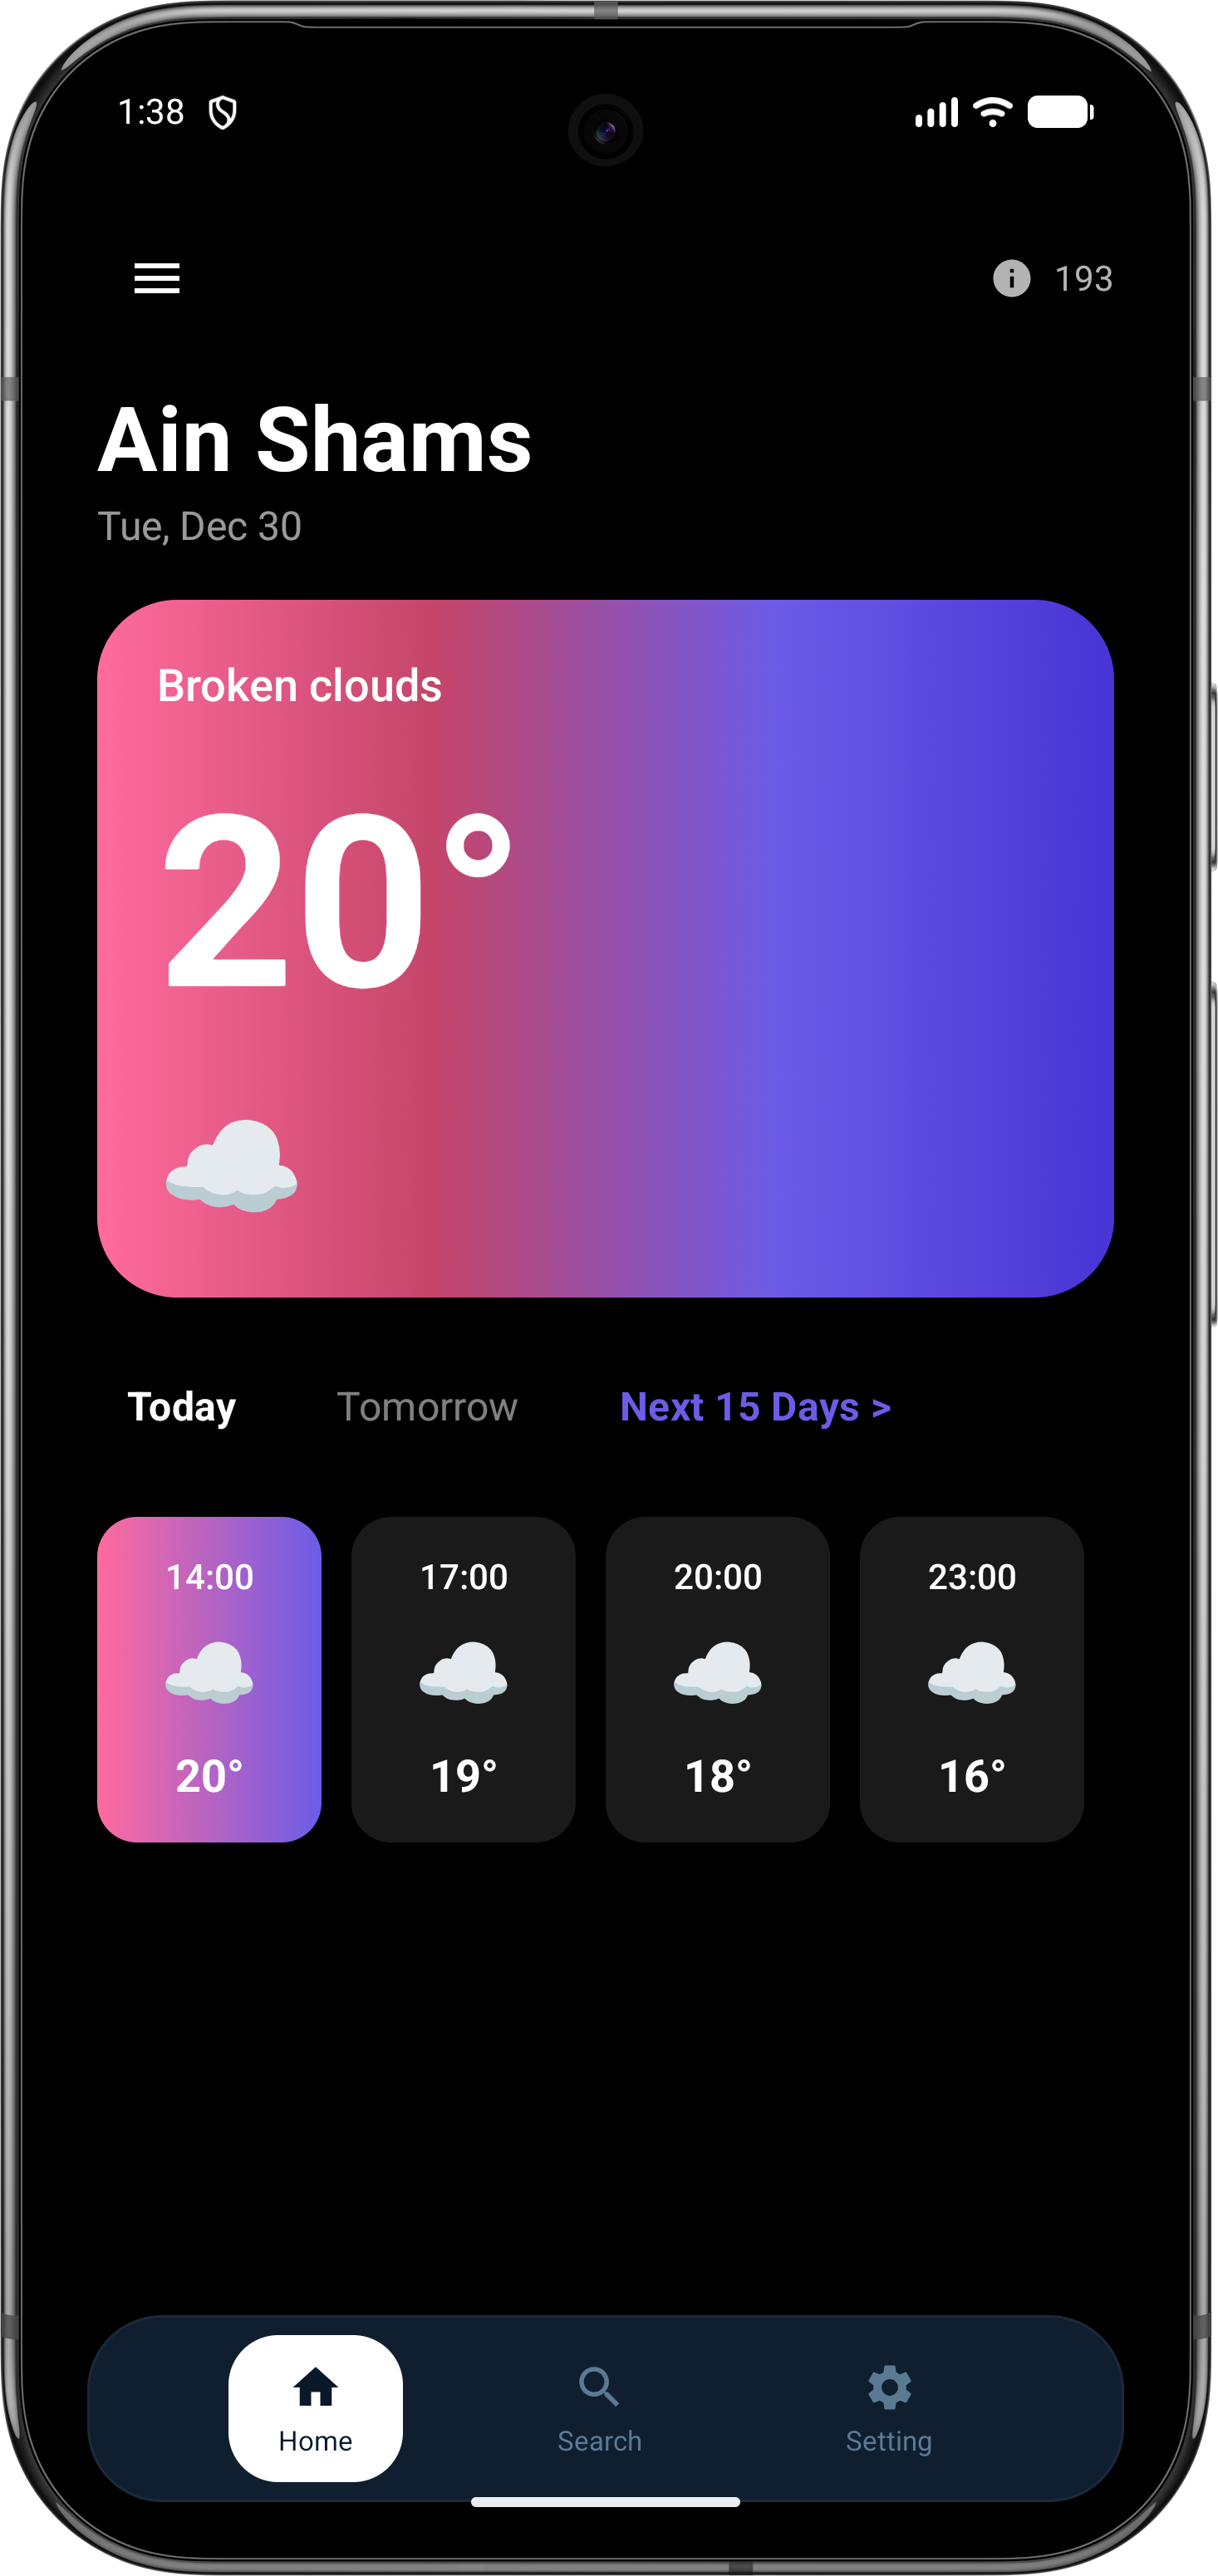 1:38
193
Ain Shams
Tue, Dec 30
Broken clouds
20°
Today Tomorrow Next 15 Days >
14:00 17:00 20:00 23:00
20° 19° 18° 16°
Home Search Setting